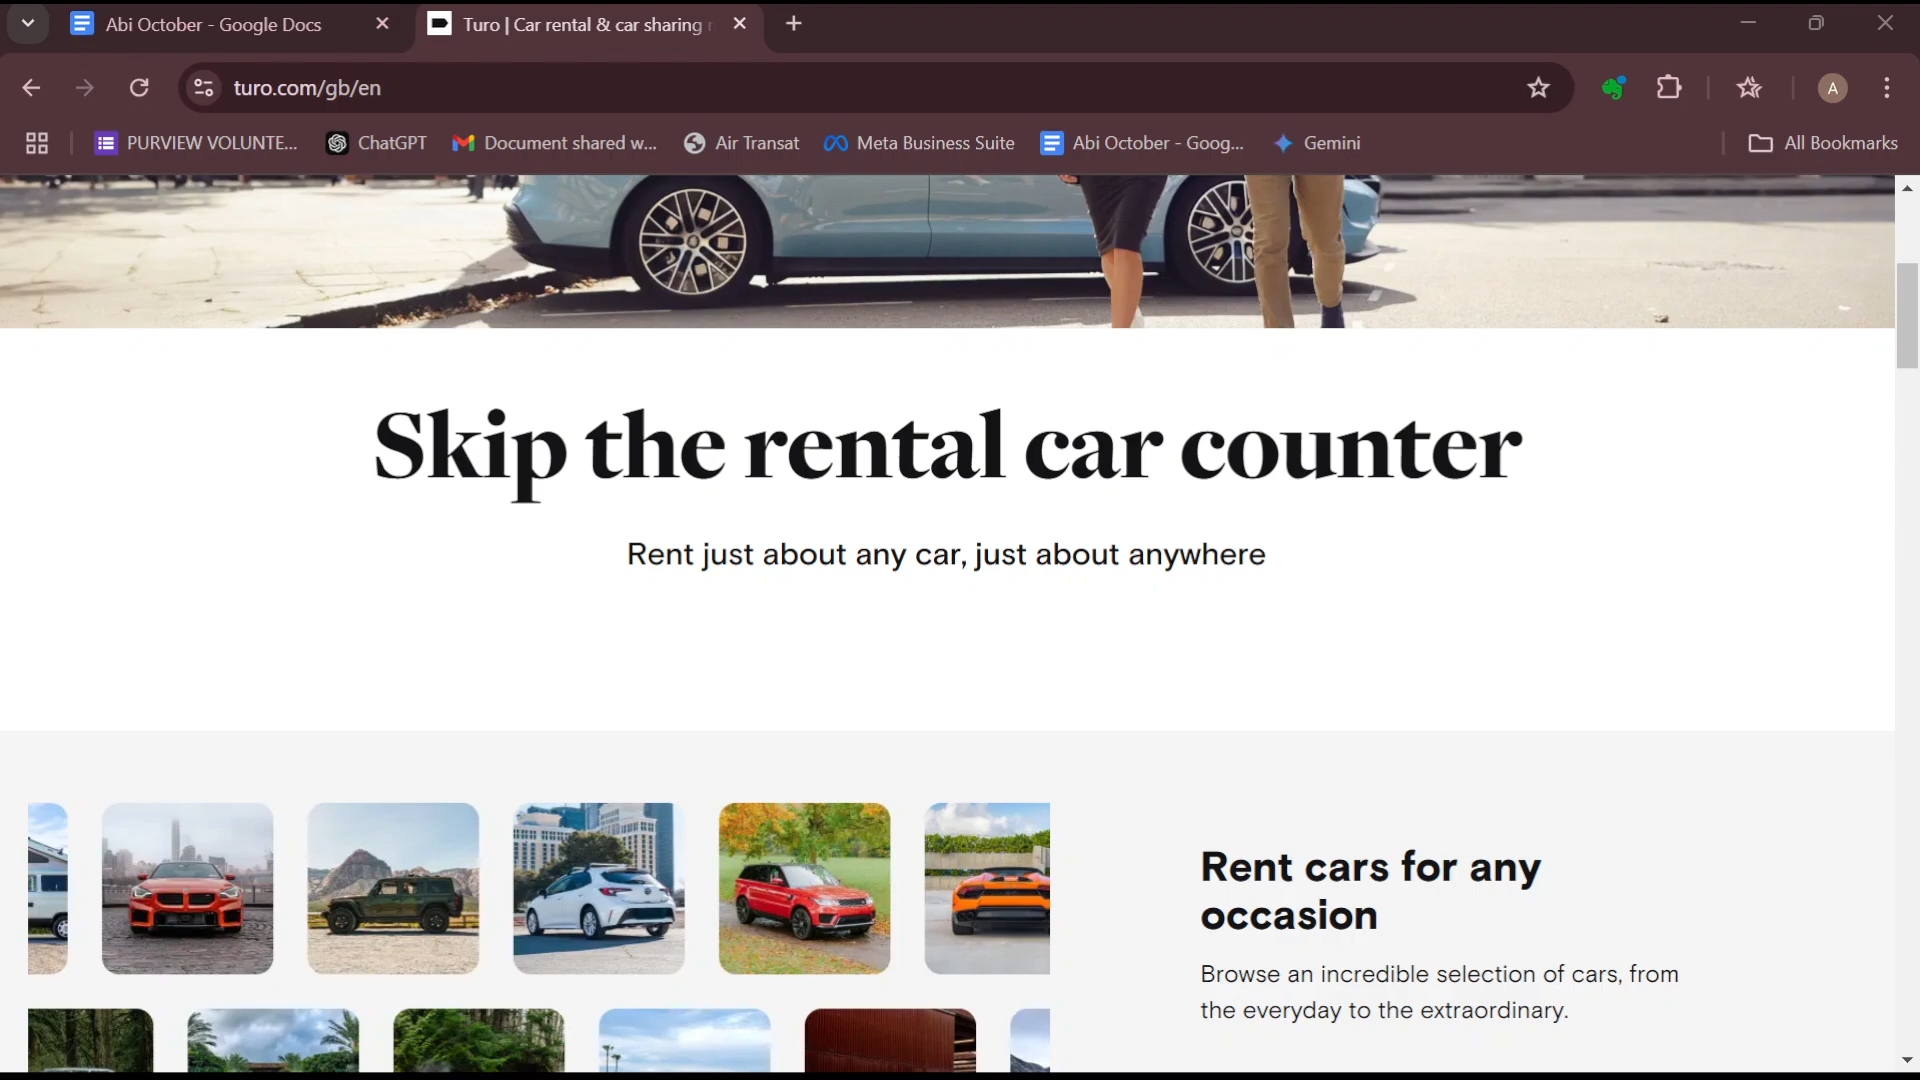 Abi October - Google Docs
Turo | Car rental & car sharing
turo.com/gb/en
A
PURVIEW VOLUNTE...
ChatGPT
Document shared w...
Air Transat
Meta Business Suite
Abi October - Goog...
Gemini
All Bookmarks
Skip the rental car counter
Rent just about any car, just about anywhere
Rent cars for any
occasion
Browse an incredible selection of cars, from
the everyday to the extraordinary.